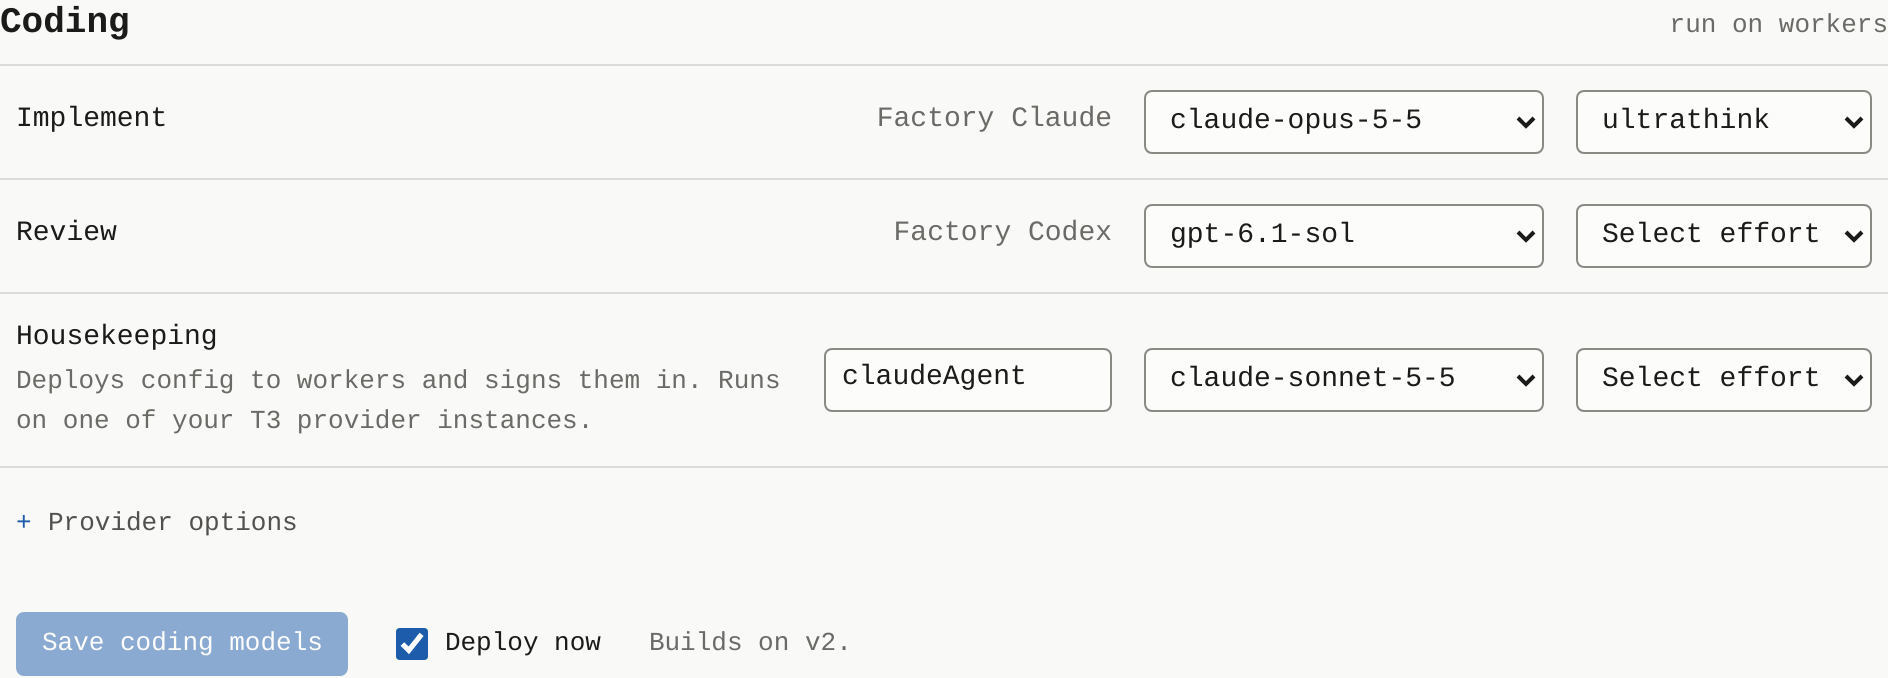 Coding
run on workers
Implement
Factory Claude
claude-opus-5-5
ultrathink
Review
Factory Codex
gpt-6.1-sol
Select effort
Housekeeping
Deploys config to workers and signs them in. Runs
on one of your T3 provider instances.
claudeAgent
claude-sonnet-5-5
Select effort
+ Provider options
Save coding models
Deploy now
Builds on v2.